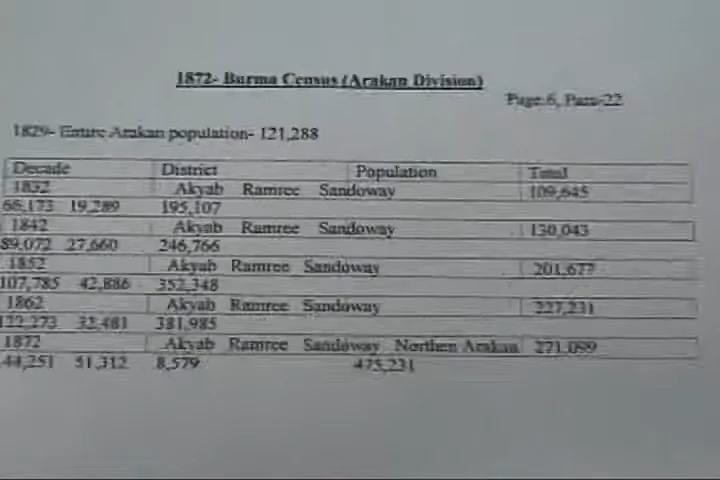 1872- Burma Census (Arakan Division)
Page-6, Para-22
1829- Entire Arakan population- 121,288
Decade District Population Total
1832 Akyab Ramree Sandoway 109,645
66,173 19,289 195,107
1842 Akyab Ramree Sandoway 130,043
89,072 27,660 246,766
1852 Akyab Ramree Sandoway 201,677
107,785 42,886 352,348
1862 Akyab Ramree Sandoway 227,231
122,273 32,481 381,985
1872 Akyab Ramree Sandoway Northen Arakan 271,099
44,251 51,312 8,579 475,231